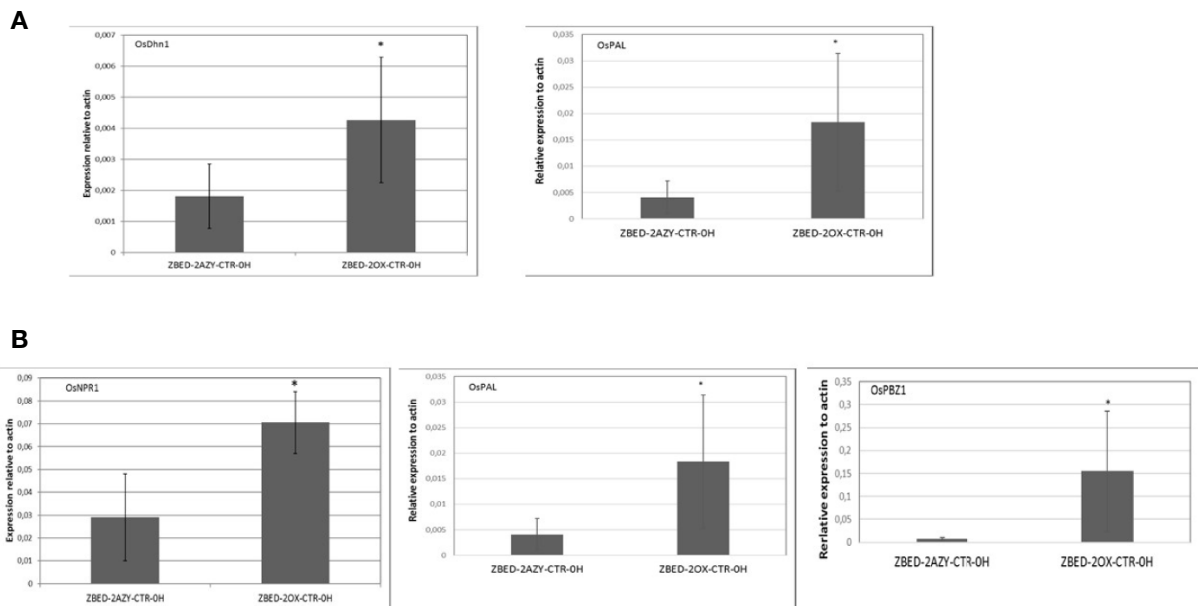 A
OsDhn1
Expression relative to actin
0,007
0,006
0,005
0,004
0,003
0,002
0,001
0
*
ZBED-2AZY-CTR-0H
ZBED-2OX-CTR-0H
OsPAL
Relative expression to actin
0,035
0,03
0,025
0,02
0,015
0,01
0,005
0
*
ZBED-2AZY-CTR-0H
ZBED-2OX-CTR-0H
B
OsNPR1
Expression relative to actin
0,09
0,08
0,07
0,06
0,05
0,04
0,03
0,02
0,01
0
*
ZBED-2AZY-CTR-0H
ZBED-2OX-CTR-0H
OsPAL
Relative expression to actin
0,035
0,03
0,025
0,02
0,015
0,01
0,005
0
*
ZBED-2AZY-CTR-0H
ZBED-2OX-CTR-0H
OsPBZ1
Rerlative expression to actin
0,35
0,3
0,25
0,2
0,15
0,1
0,05
0
*
ZBED-2AZY-CTR-0H
ZBED-2OX-CTR-0H